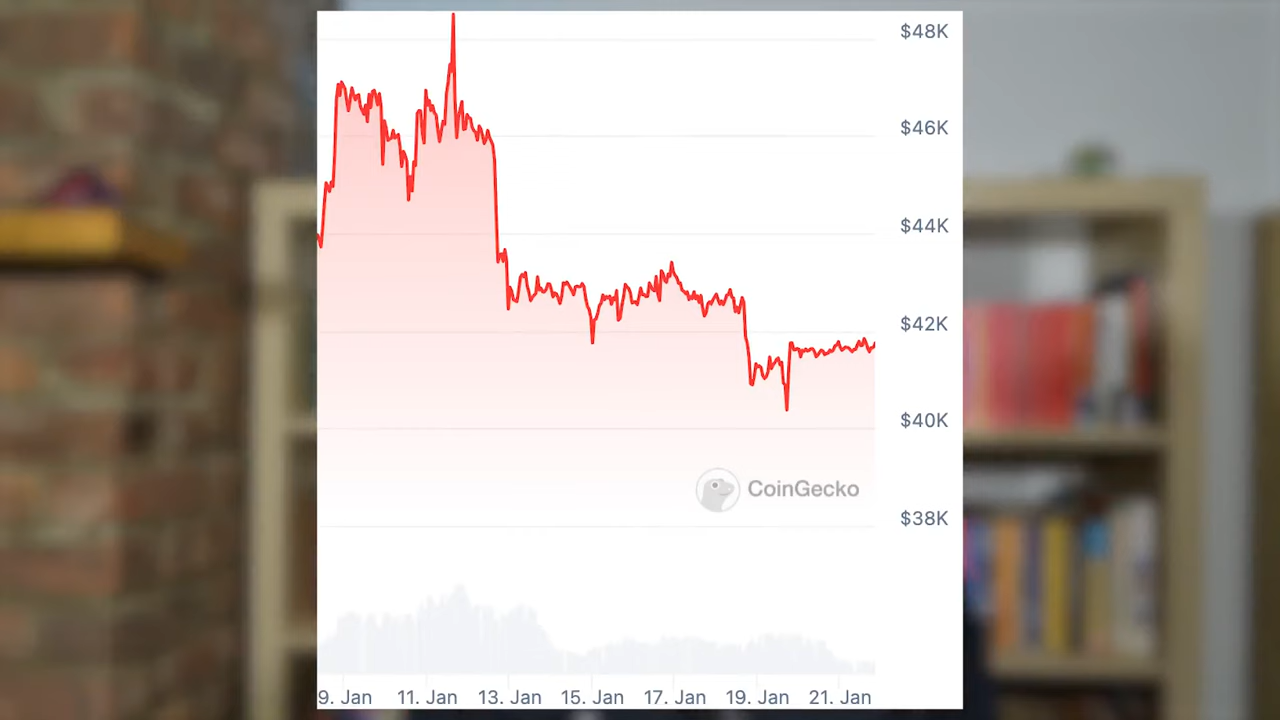 $48K
$46K
$44K
$42K
$40K
CoinGecko
$38K
9. Jan 11. Jan 13. Jan 15. Jan 17. Jan 19. Jan 21. Jan